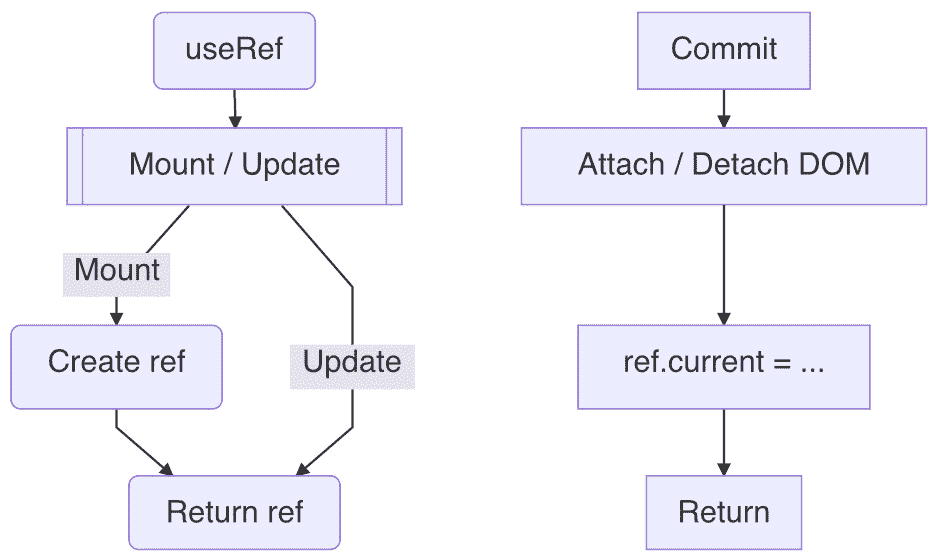 useRef
Mount / Update
Mount
Create ref
Update
Return ref
Commit
Attach / Detach DOM
ref.current = ...
Return